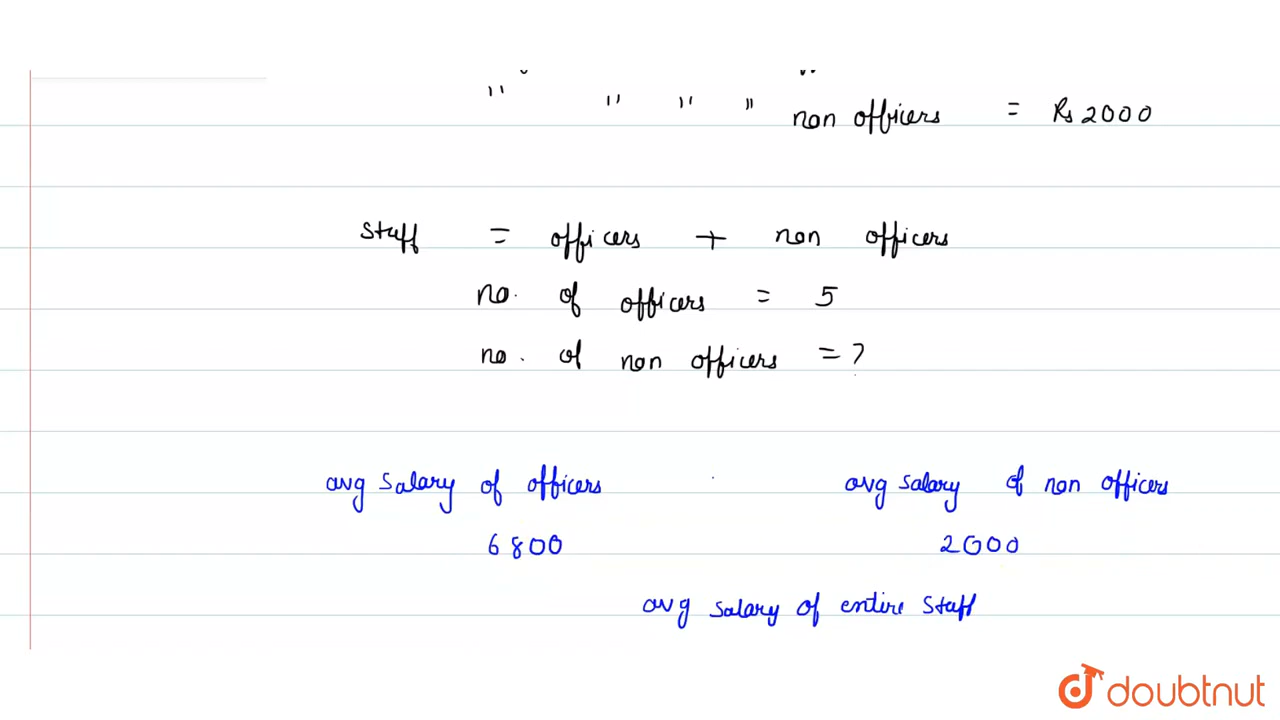 " " " " non officers = Rs 2000
Staff = officers + non officers
no. of officers = 5
no. of non officers = ?
avg salary of officers avg salary of non officers
6800 2000
avg salary of entire staff
doubtnut